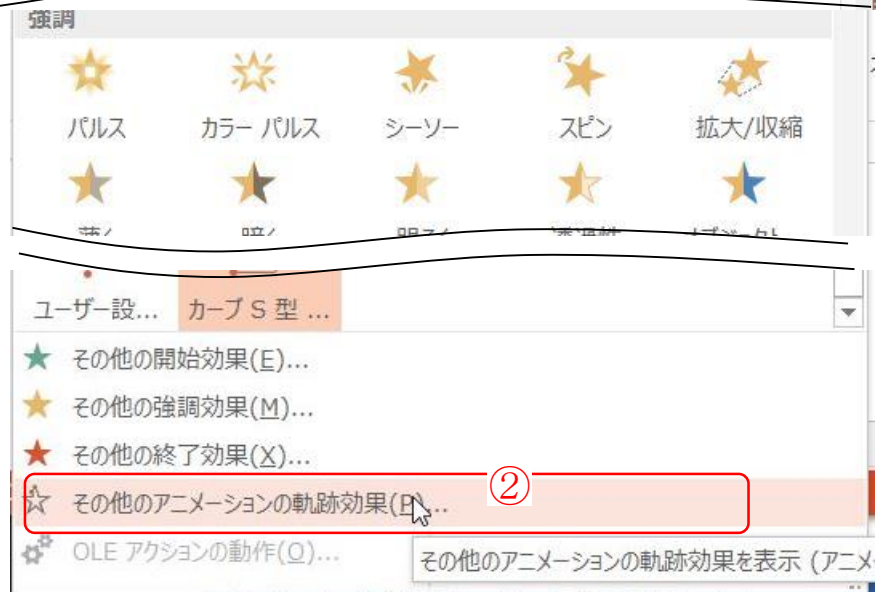 強調
パルス カラー パルス シーソー スピン 拡大/収縮
透過性
ユーザー設... カーブ S 型 ...
その他の開始効果(E)...
その他の強調効果(M)...
その他の終了効果(X)...
②
その他のアニメーションの軌跡効果(P)...
OLE アクションの動作(O)...
その他のアニメーションの軌跡効果を表示 (アニメ